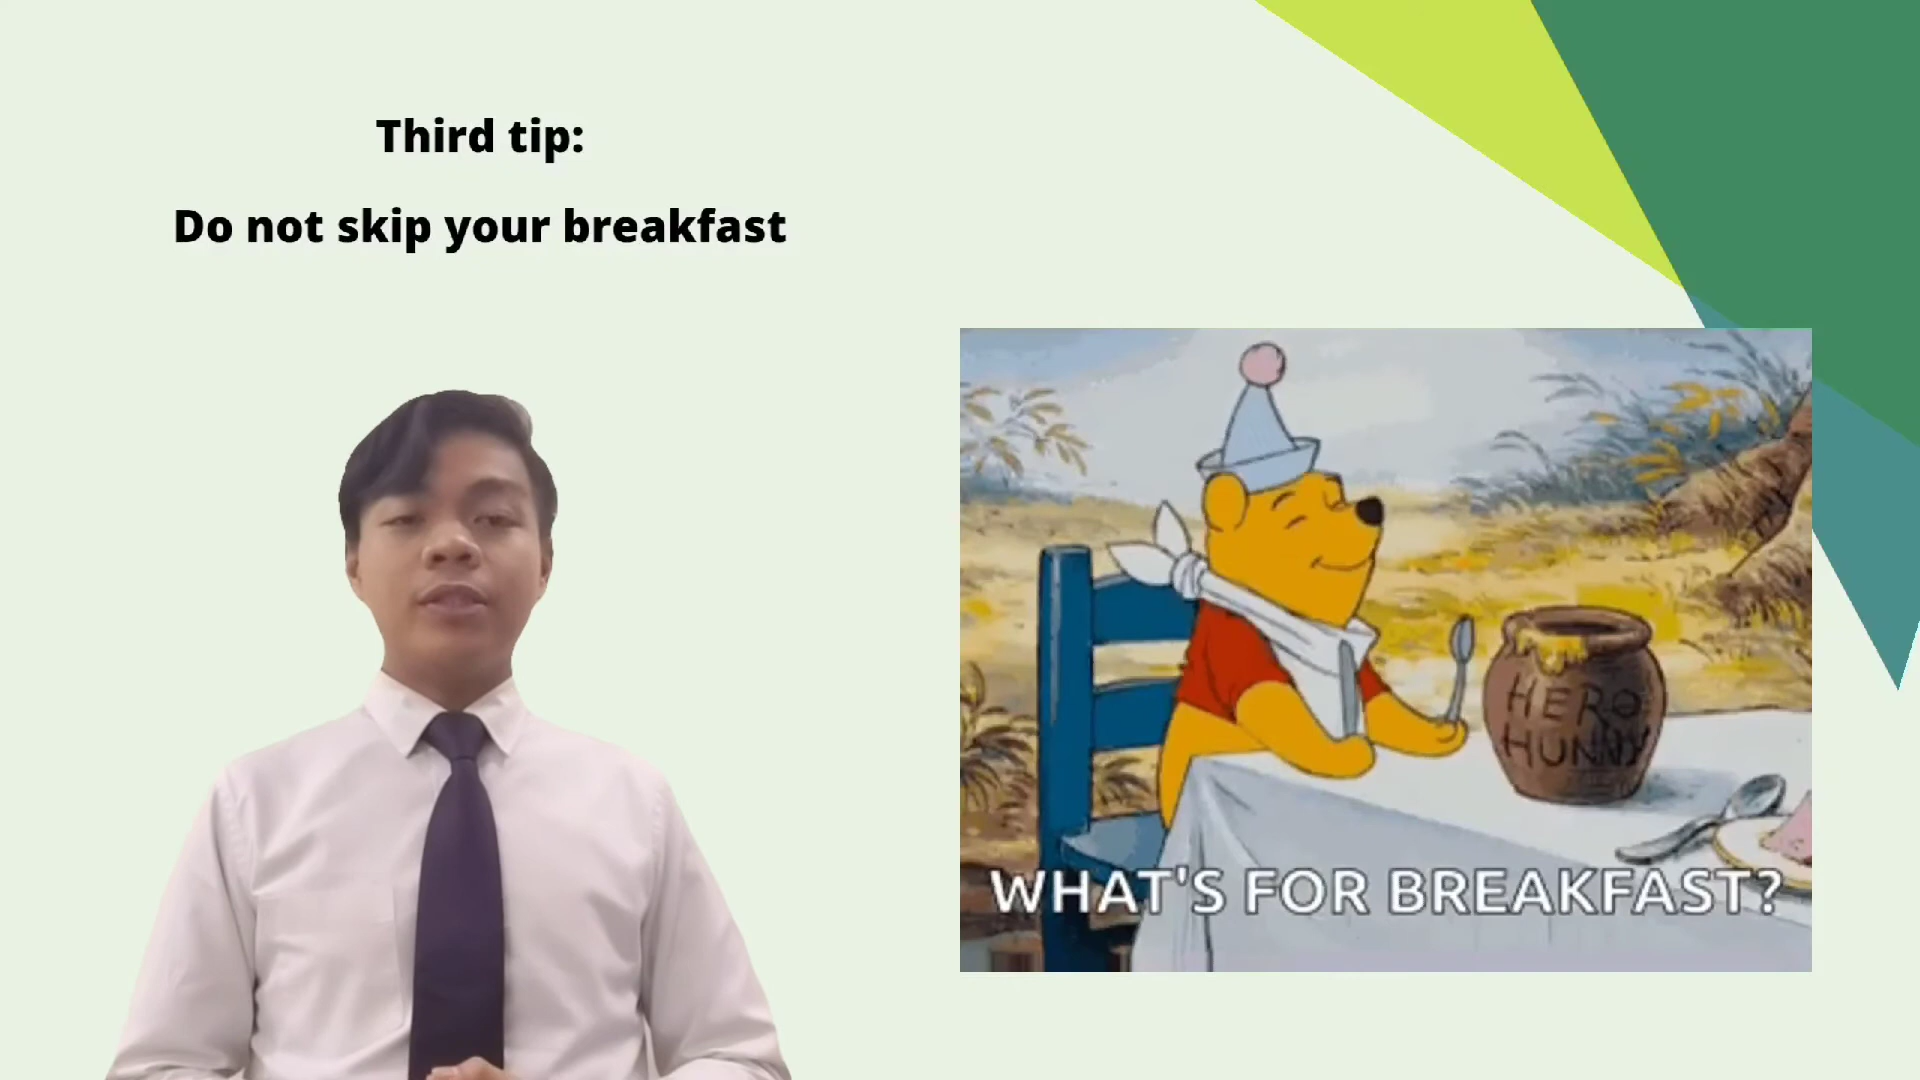 Third tip:
Do not skip your breakfast
HERO
HUNNY
WHAT'S FOR BREAKFAST?